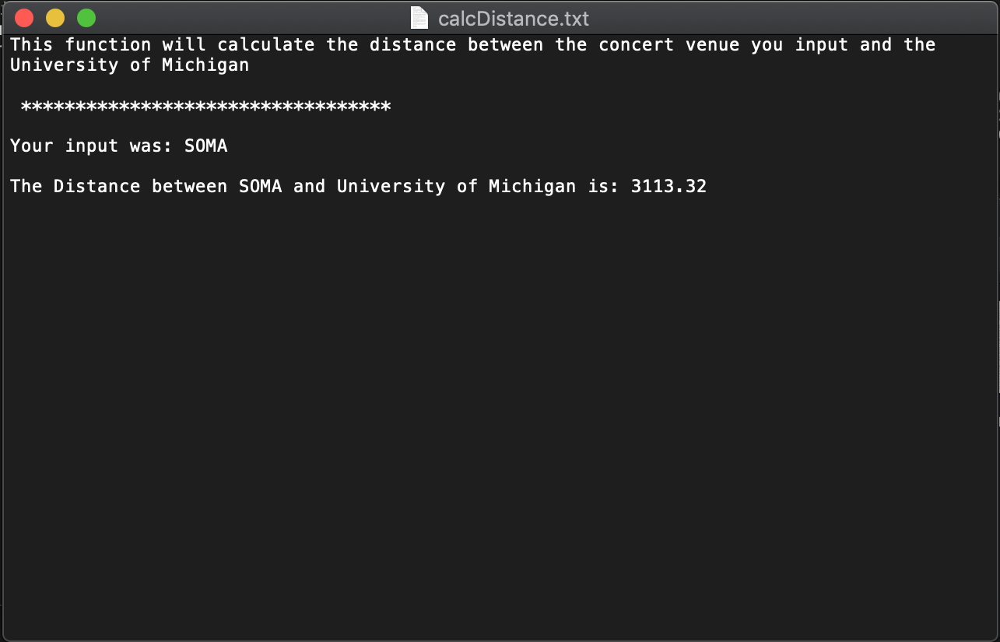 calcDistance.txt
This function will calculate the distance between the concert venue you input and the
University of Michigan
**********************************
Your input was: SOMA
The Distance between SOMA and University of Michigan is: 3113.32